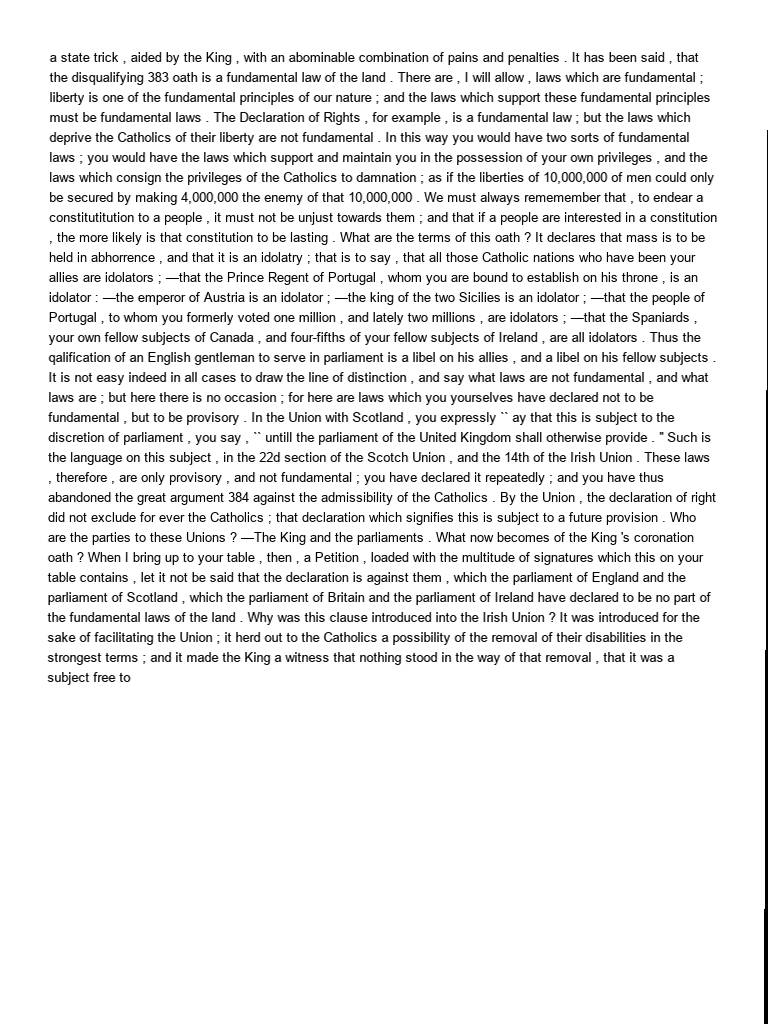 a state trick , aided by the King , with an abominable combination of pains and penalties . It has been said , that
the disqualifying 383 oath is a fundamental law of the land . There are , I will allow , laws which are fundamental ;
liberty is one of the fundamental principles of our nature ; and the laws which support these fundamental principles
must be fundamental laws . The Declaration of Rights , for example , is a fundamental law ; but the laws which
deprive the Catholics of their liberty are not fundamental . In this way you would have two sorts of fundamental
laws ; you would have the laws which support and maintain you in the possession of your own privileges , and the
laws which consign the privileges of the Catholics to damnation ; as if the liberties of 10,000,000 of men could only
be secured by making 4,000,000 the enemy of that 10,000,000 . We must always rememember that , to endear a
constitutitution to a people , it must not be unjust towards them ; and that if a people are interested in a constitution
, the more likely is that constitution to be lasting . What are the terms of this oath ? It declares that mass is to be
held in abhorrence , and that it is an idolatry ; that is to say , that all those Catholic nations who have been your
allies are idolators ; —that the Prince Regent of Portugal , whom you are bound to establish on his throne , is an
idolator : —the emperor of Austria is an idolator ; —the king of the two Sicilies is an idolator ; —that the people of
Portugal , to whom you formerly voted one million , and lately two millions , are idolators ; —that the Spaniards ,
your own fellow subjects of Canada , and four-fifths of your fellow subjects of Ireland , are all idolators . Thus the
qalification of an English gentleman to serve in parliament is a libel on his allies , and a libel on his fellow subjects .
It is not easy indeed in all cases to draw the line of distinction , and say what laws are not fundamental , and what
laws are ; but here there is no occasion ; for here are laws which you yourselves have declared not to be
fundamental , but to be provisory . In the Union with Scotland , you expressly `` ay that this is subject to the
discretion of parliament , you say , `` untill the parliament of the United Kingdom shall otherwise provide . " Such is
the language on this subject , in the 22d section of the Scotch Union , and the 14th of the Irish Union . These laws
, therefore , are only provisory , and not fundamental ; you have declared it repeatedly ; and you have thus
abandoned the great argument 384 against the admissibility of the Catholics . By the Union , the declaration of right
did not exclude for ever the Catholics ; that declaration which signifies this is subject to a future provision . Who
are the parties to these Unions ? —The King and the parliaments . What now becomes of the King 's coronation
oath ? When I bring up to your table , then , a Petition , loaded with the multitude of signatures which this on your
table contains , let it not be said that the declaration is against them , which the parliament of England and the
parliament of Scotland , which the parliament of Britain and the parliament of Ireland have declared to be no part of
the fundamental laws of the land . Why was this clause introduced into the Irish Union ? It was introduced for the
sake of facilitating the Union ; it herd out to the Catholics a possibility of the removal of their disabilities in the
strongest terms ; and it made the King a witness that nothing stood in the way of that removal , that it was a
subject free to